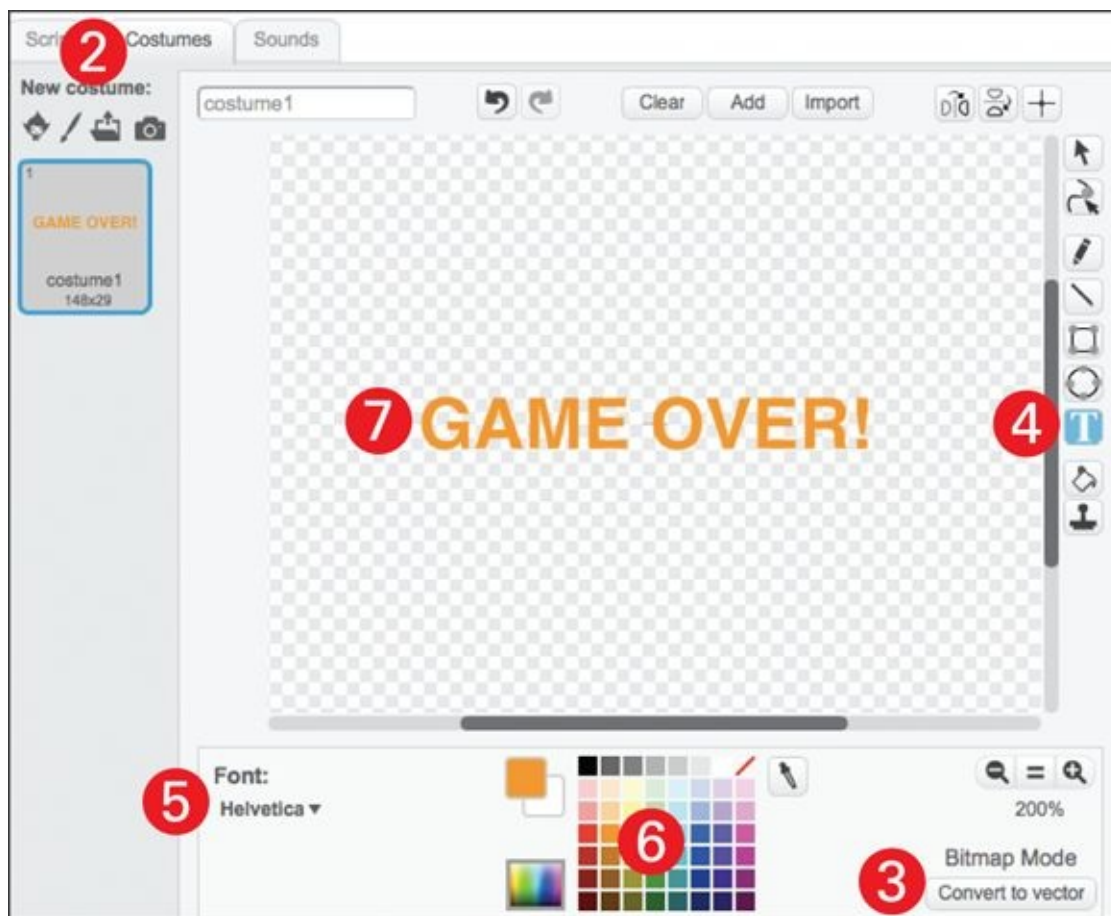 Scri
Costumes
Sounds
2
New costume:
costume1
Clear
Add
Import
1
GAME OVER!
costume1
148x29
7
GAME OVER!
4
T
Font:
5
Helvetica
6
200%
Bitmap Mode
3
Convert to vector